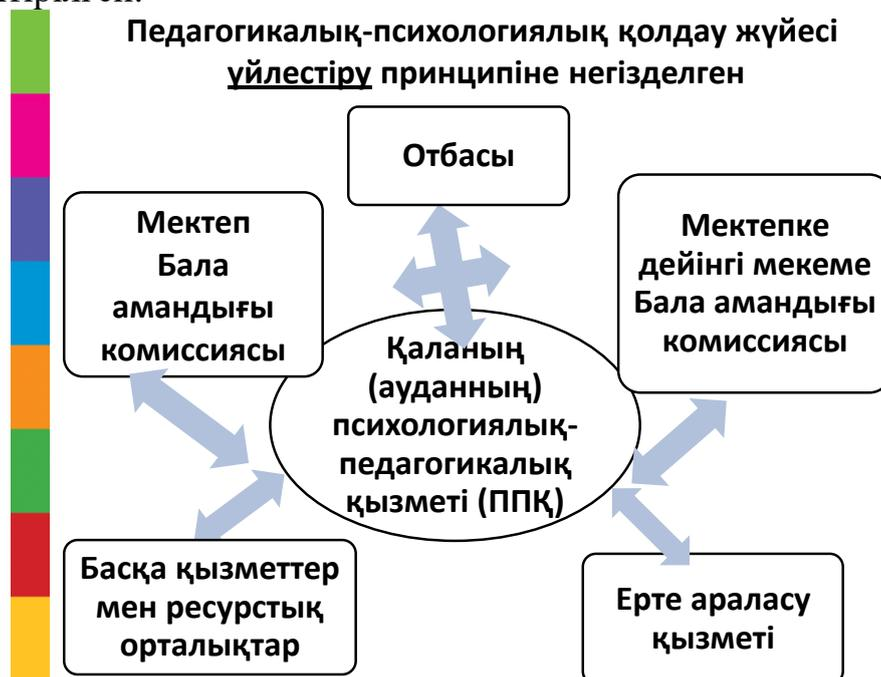 Педагогикалық-психологиялық қолдау жүйесі
үйлестіру принципіне негізделген
Отбасы
Мектеп
Бала
амандығы
комиссиясы
Мектепке
дейінгі мекеме
Бала амандығы
комиссиясы
Қаланың
(ауданның)
психологиялық-
педагогикалық
қызметі (ППҚ)
Басқа қызметтер
мен ресурстық
орталықтар
Ерте араласу
қызметі